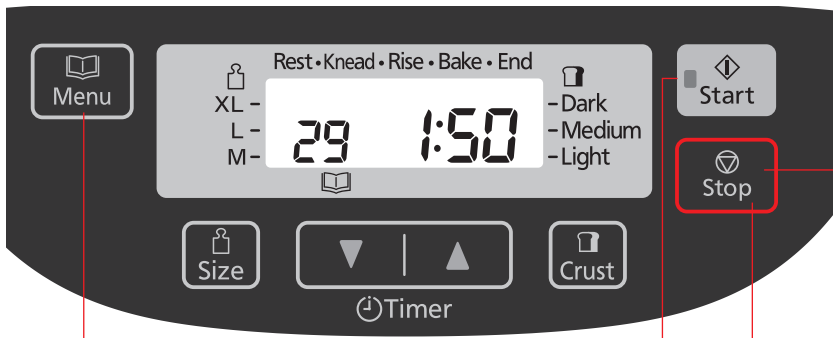 Rest • Knead • Rise • Bake • End
Menu
XL –
L –
M –
29 1:50
– Dark
– Medium
– Light
Start
Stop
Size
Timer
Crust